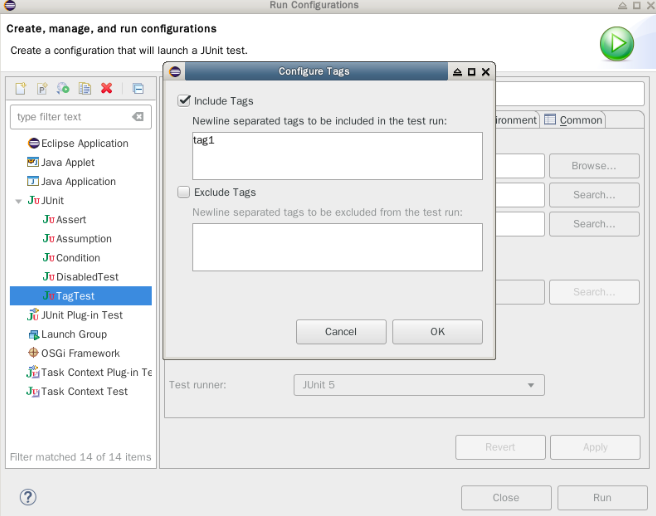 Run Configurations
Create, manage, and run configurations
Create a configuration that will launch a JUnit test.
type filter text
Eclipse Application
Java Applet
Java Application
JUnit
Assert
Assumption
Condition
DisabledTest
TagTest
JUnit Plug-in Test
Launch Group
OSGi Framework
Task Context Plug-in Te
Task Context Test
Filter matched 14 of 14 items
Configure Tags
Include Tags
Newline separated tags to be included in the test run:
tag1
Exclude Tags
Newline separated tags to be excluded from the test run:
Cancel
OK
ironment
Common
Browse...
Search...
Search...
Search...
Test runner:
JUnit 5
Revert
Apply
Close
Run